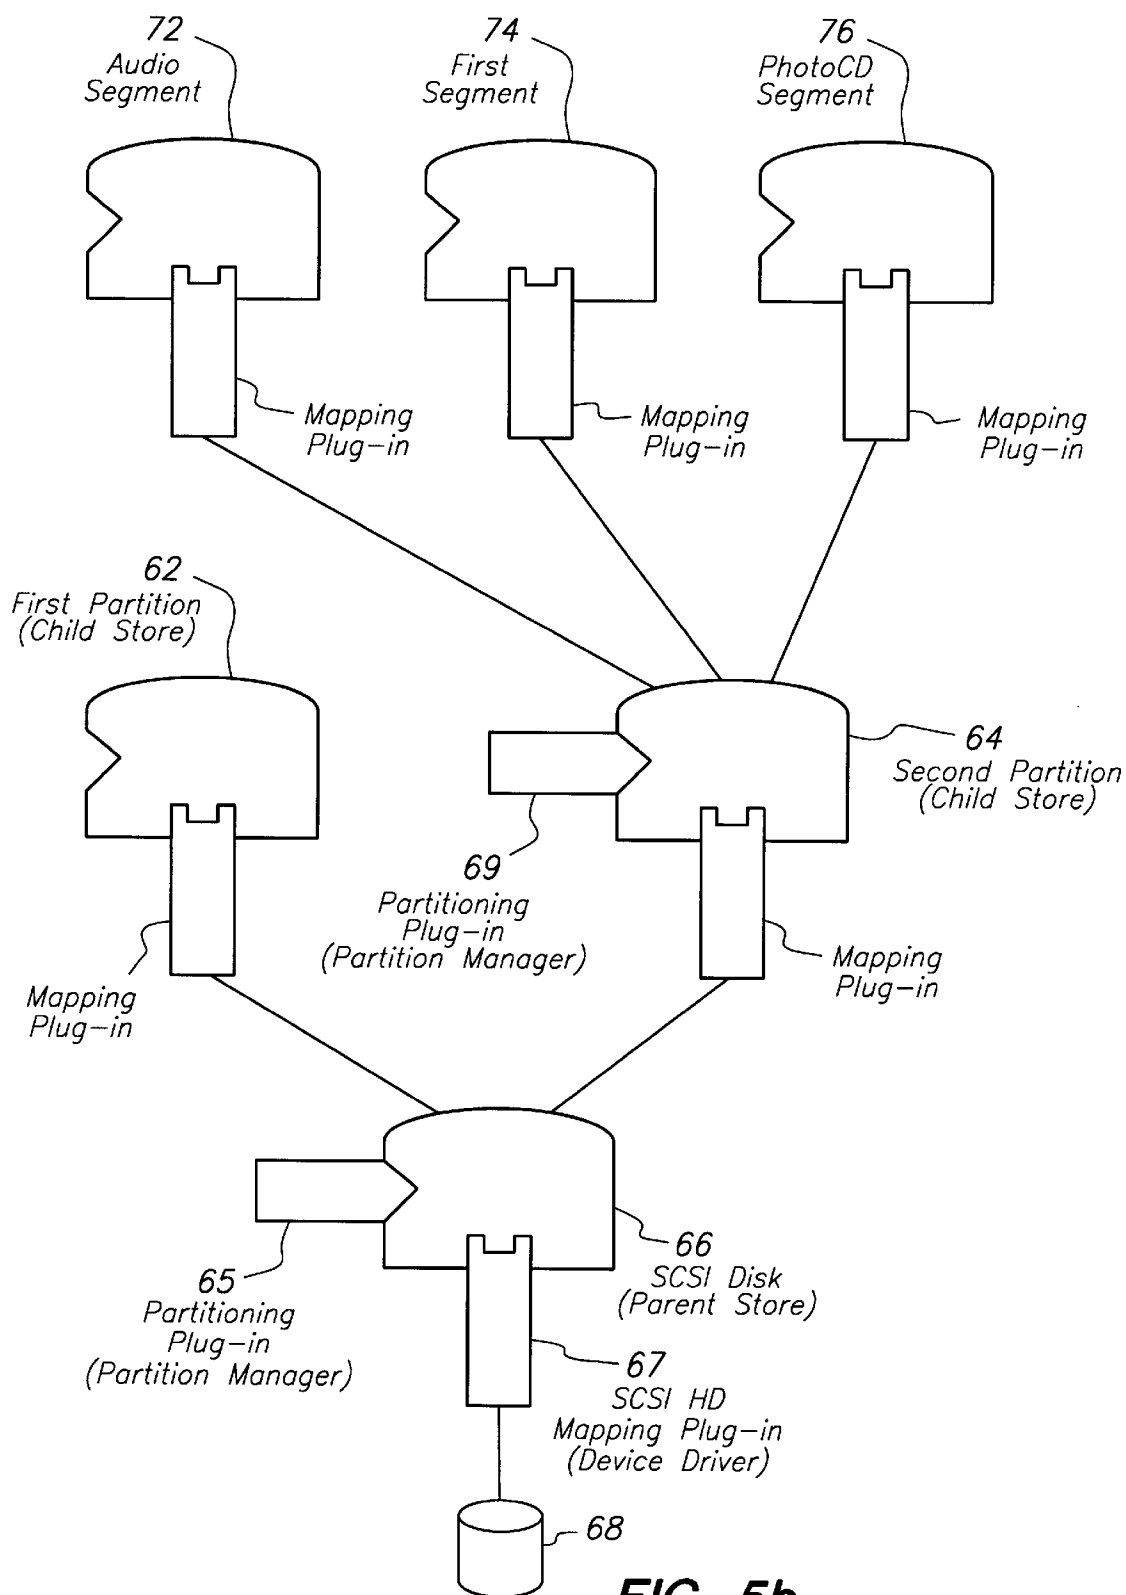 72
Audio
Segment
74
First
Segment
76
PhotoCD
Segment
Mapping
Plug-in
Mapping
Plug-in
Mapping
Plug-in
62
First Partition
(Child Store)
64
Second Partition
(Child Store)
69
Partitioning
Plug-in
(Partition Manager)
Mapping
Plug-in
Mapping
Plug-in
65
Partitioning
Plug-in
(Partition Manager)
66
SCSI Disk
(Parent Store)
67
SCSI HD
Mapping Plug-in
(Device Driver)
68
FIG. 5b